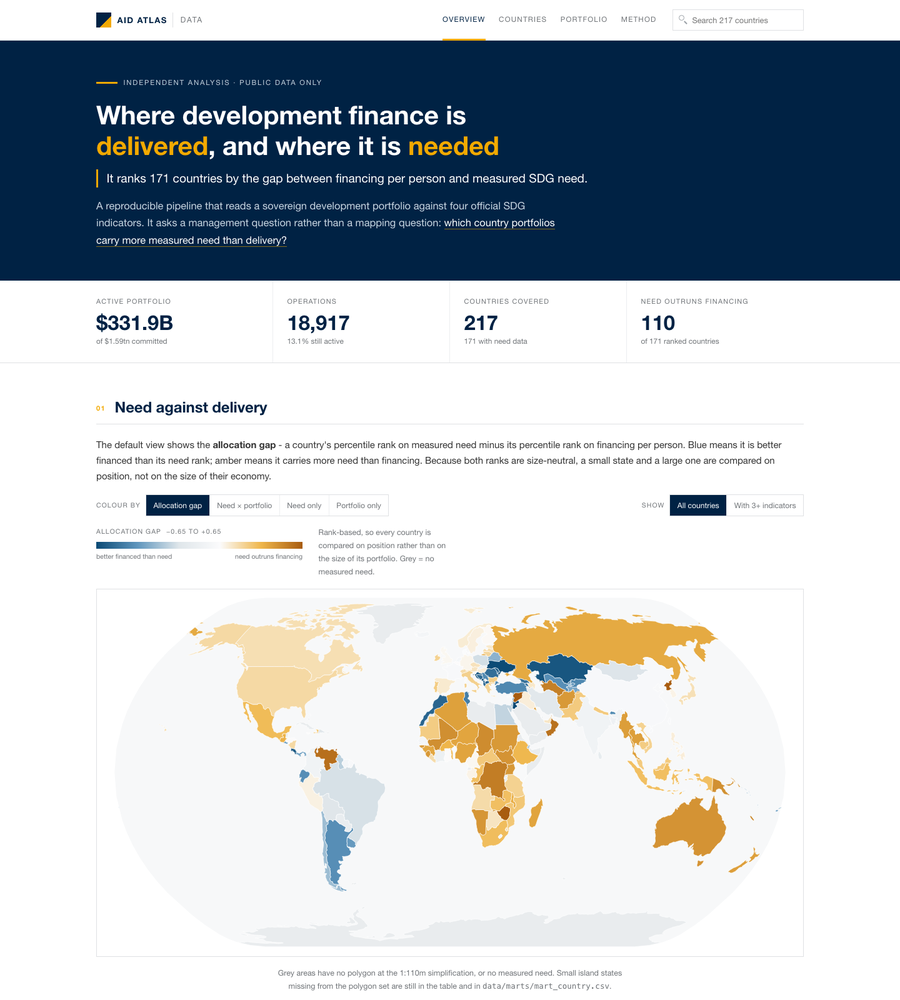 AID ATLAS DATA
OVERVIEW COUNTRIES PORTFOLIO METHOD Search 217 countries
INDEPENDENT ANALYSIS · PUBLIC DATA ONLY
Where development finance is
delivered, and where it is needed
It ranks 171 countries by the gap between financing per person and measured SDG need.
A reproducible pipeline that reads a sovereign development portfolio against four official SDG
indicators. It asks a management question rather than a mapping question: which country portfolios
carry more measured need than delivery?
ACTIVE PORTFOLIO
$331.9B
of $1.59tn committed
OPERATIONS
18,917
13.1% still active
COUNTRIES COVERED
217
171 with need data
NEED OUTRUNS FINANCING
110
of 171 ranked countries
01 Need against delivery
The default view shows the allocation gap - a country's percentile rank on measured need minus its percentile rank on financing per person. Blue means it is better
financed than its need rank; amber means it carries more need than financing. Because both ranks are size-neutral, a small state and a large one are compared on
position, not on the size of their economy.
COLOUR BY Allocation gap Need × portfolio Need only Portfolio only
SHOW All countries With 3+ indicators
ALLOCATION GAP −0.65 TO +0.65
better financed than need need outruns financing
Rank-based, so every country is
compared on position rather than on
the size of its portfolio. Grey = no
measured need.
Grey areas have no polygon at the 1:110m simplification, or no measured need. Small island states
missing from the polygon set are still in the table and in data/marts/mart_country.csv.